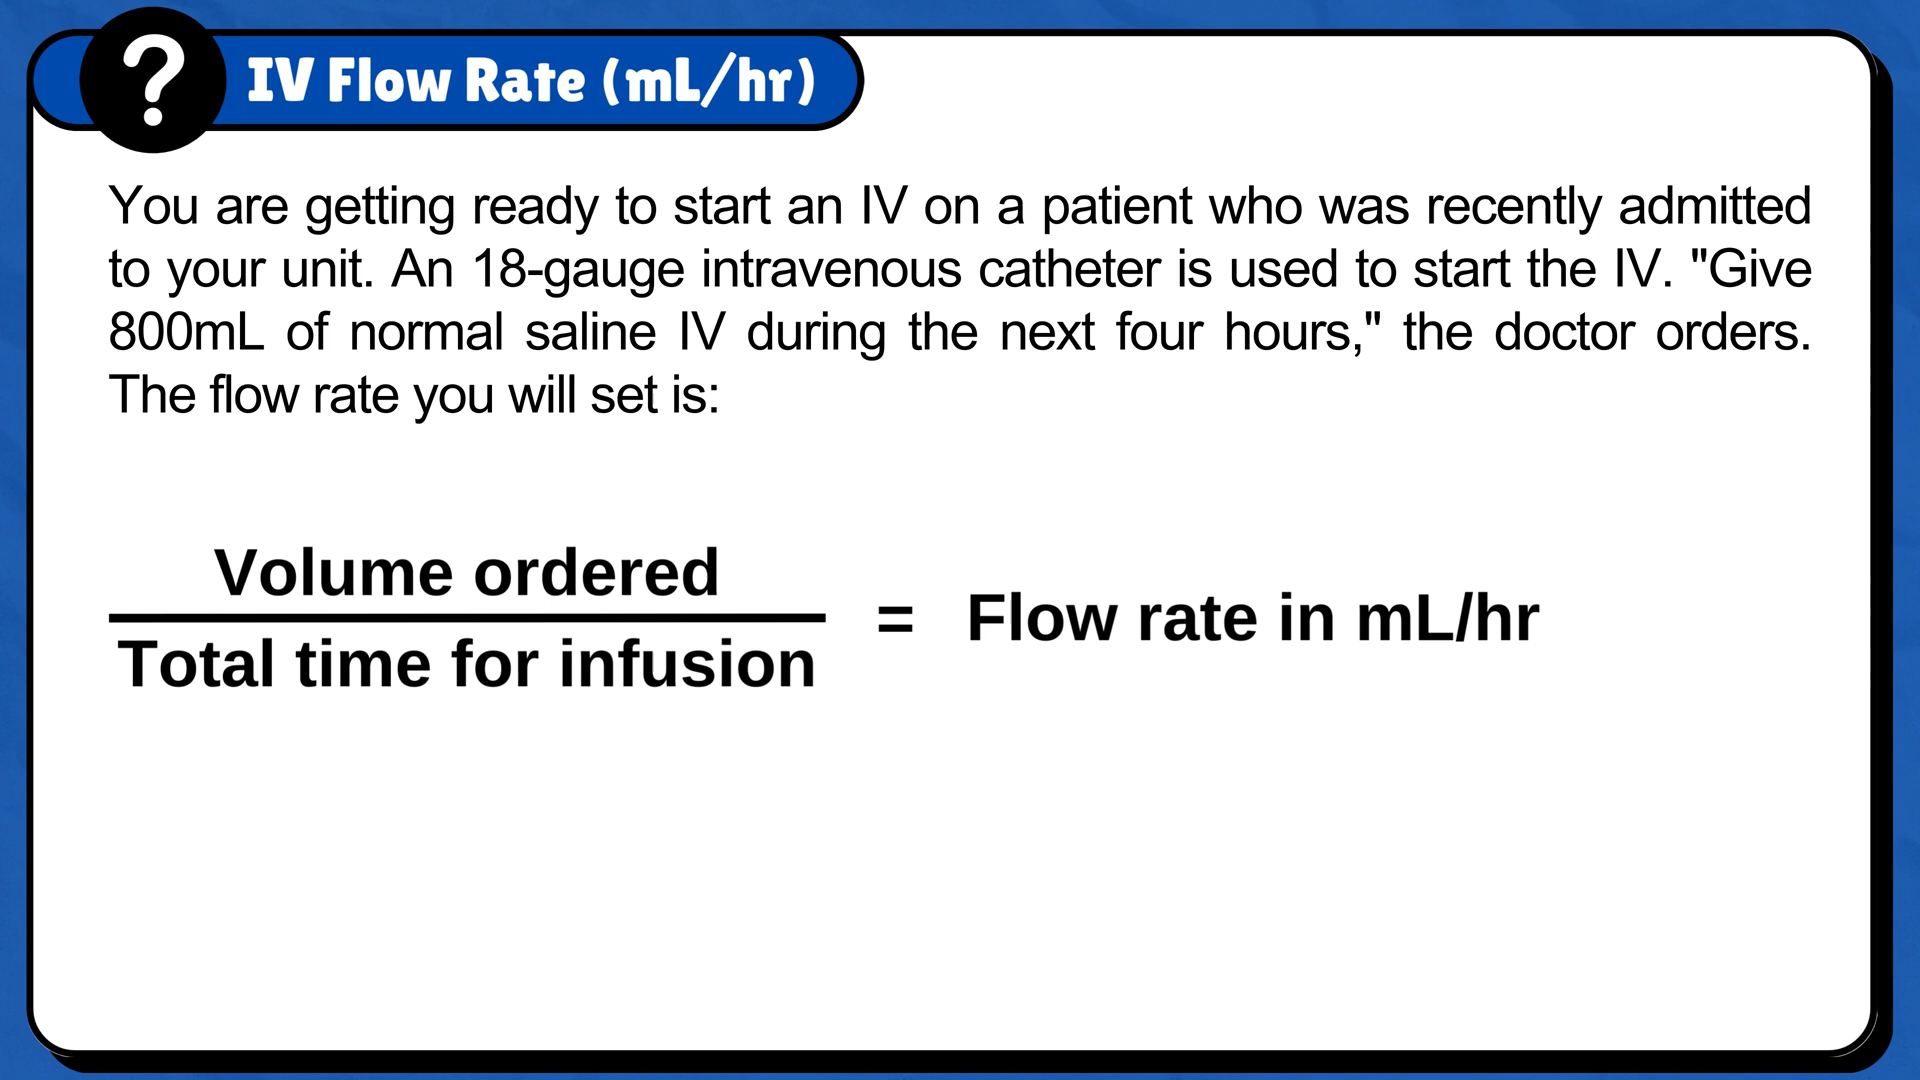 ?
IV Flow Rate (mL/hr)
You are getting ready to start an IV on a patient who was recently admitted
to your unit. An 18-gauge intravenous catheter is used to start the IV. "Give
800mL of normal saline IV during the next four hours," the doctor orders.
The flow rate you will set is:
Volume ordered
Total time for infusion
= Flow rate in mL/hr